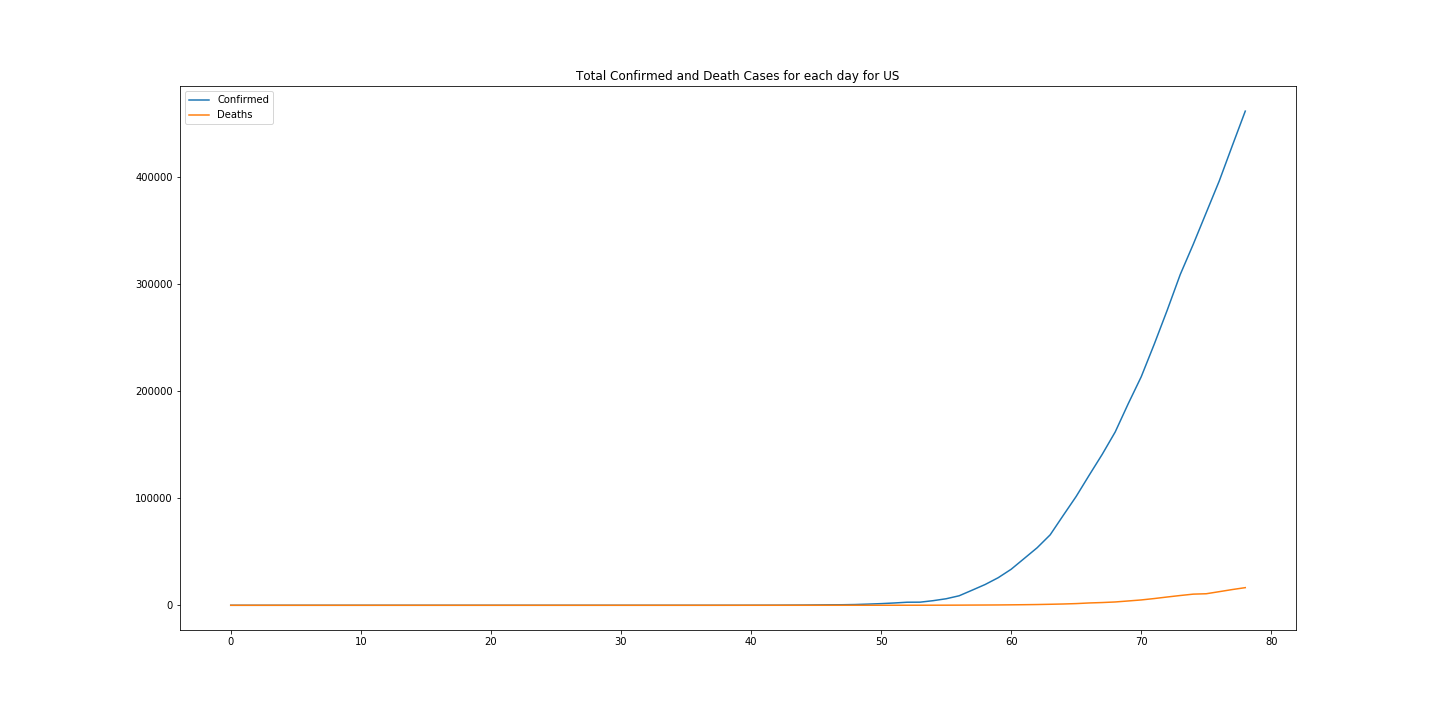 Total Confirmed and Death Cases for each day for US
Confirmed
Deaths
400000
300000
200000
100000
0
0 10 20 30 40 50 60 70 80